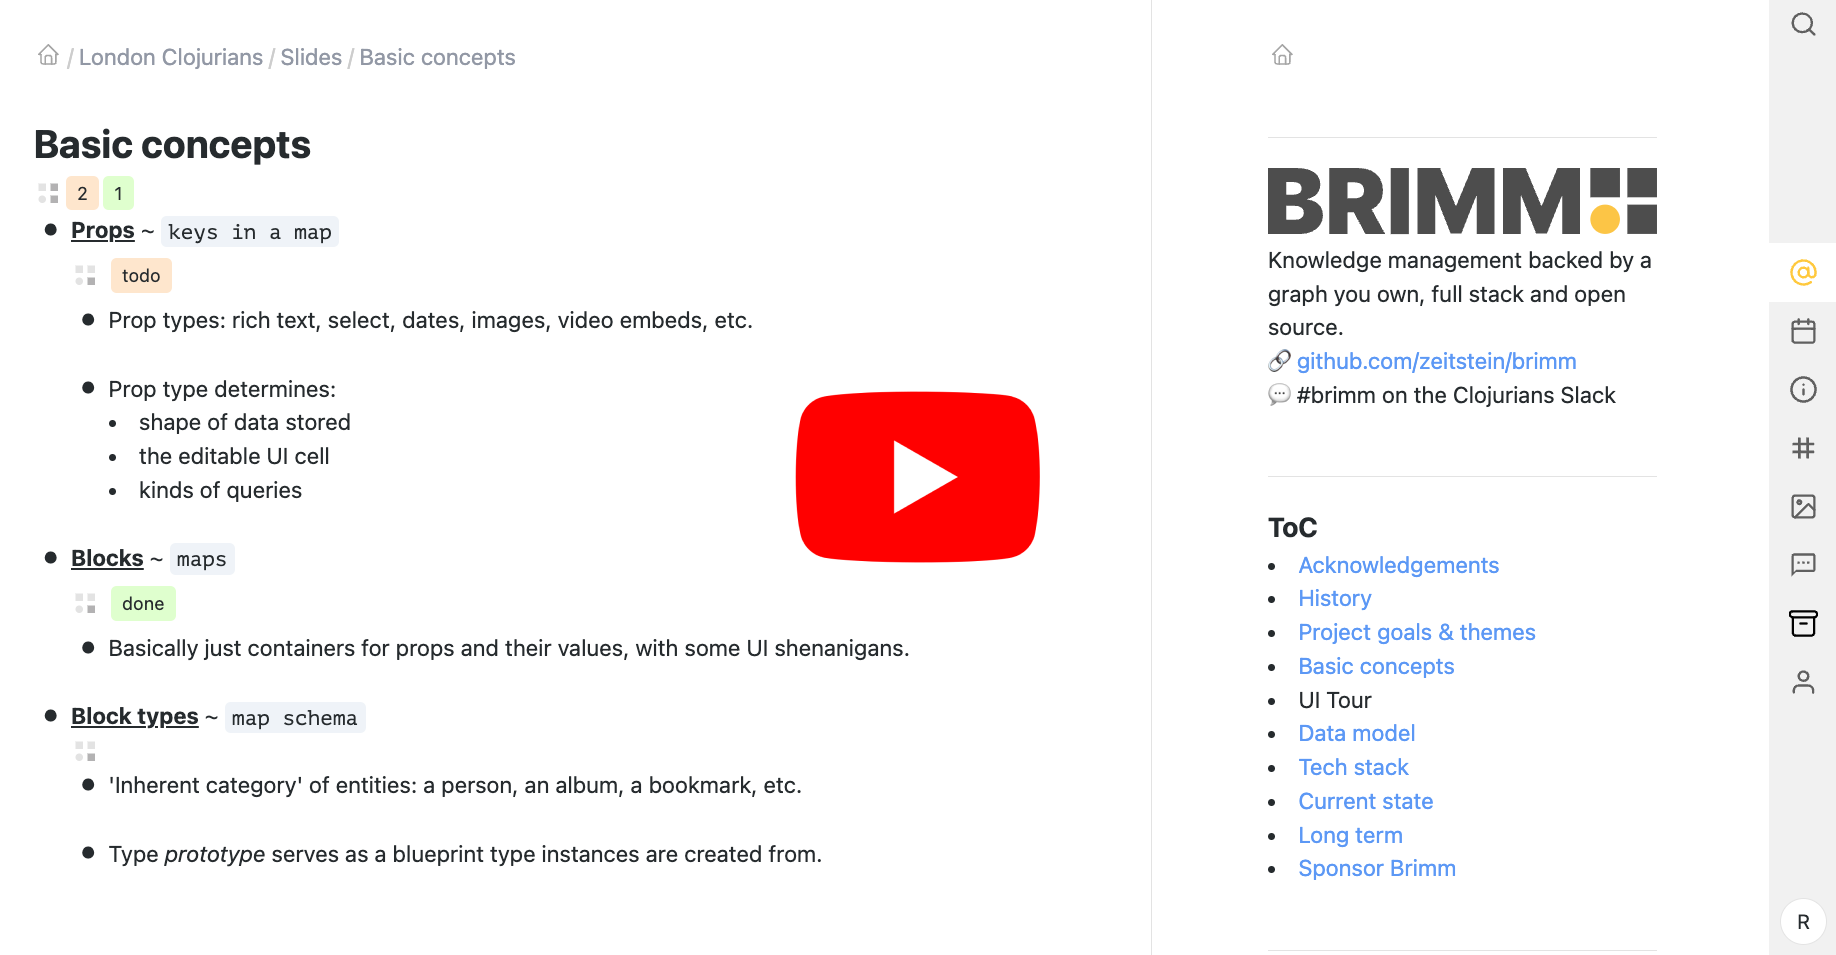 / London Clojurians / Slides / Basic concepts
Basic concepts
2 1
Props ~ keys in a map
todo
Prop types: rich text, select, dates, images, video embeds, etc.
Prop type determines:
shape of data stored
the editable UI cell
kinds of queries
Blocks ~ maps
done
Basically just containers for props and their values, with some UI shenanigans.
Block types ~ map schema
'Inherent category' of entities: a person, an album, a bookmark, etc.
Type prototype serves as a blueprint type instances are created from.
BRIMM
Knowledge management backed by a
graph you own, full stack and open
source.
🔗 github.com/zeitstein/brimm
💬 #brimm on the Clojurians Slack
ToC
Acknowledgements
History
Project goals & themes
Basic concepts
UI Tour
Data model
Tech stack
Current state
Long term
Sponsor Brimm
R